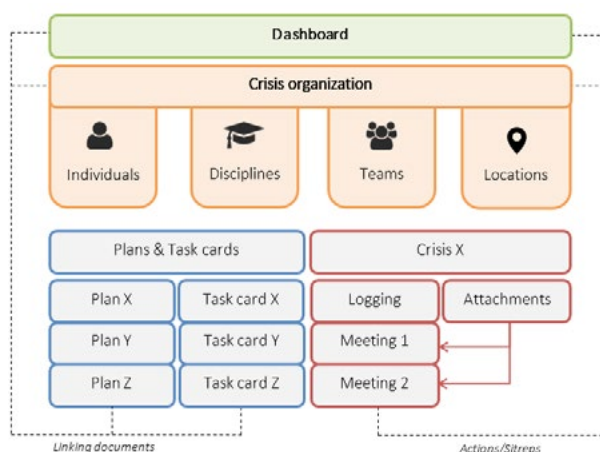 Dashboard
Crisis organization
Individuals Disciplines Teams Locations
Plans & Task cards Crisis X
Plan X Task card X Logging Attachments
Plan Y Task card Y Meeting 1
Plan Z Task card Z Meeting 2
Linking documents Actions/Sitreps